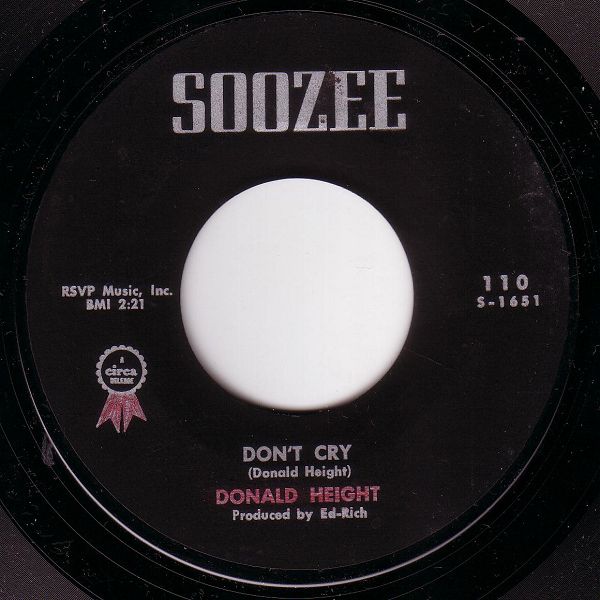 SOOZEE
RSVP Music, Inc.
BMI 2:21
110
S-1651
A
circa
RELEASE
DON'T CRY
(Donald Height)
DONALD HEIGHT
Produced by Ed-Rich